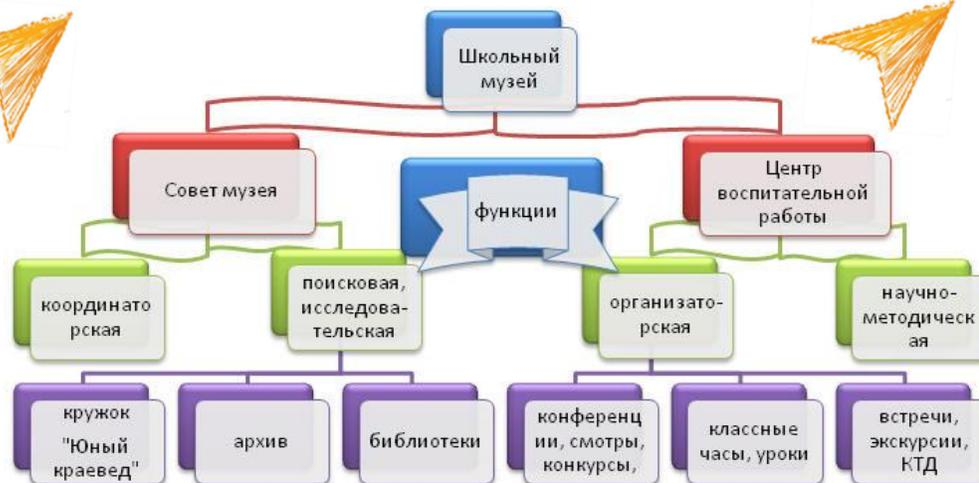 Школьный
музей
Совет музея
функции
Центр
воспитательной
работы
координато
рская
поисковая,
исследова-
тельская
организато-
рская
научно-
методическ
ая
кружок
"Юный
краевед"
архив
библиотеки
конференц
ии, смотры,
конкурсы,
классные
часы, уроки
встречи,
экскурсии,
КТД